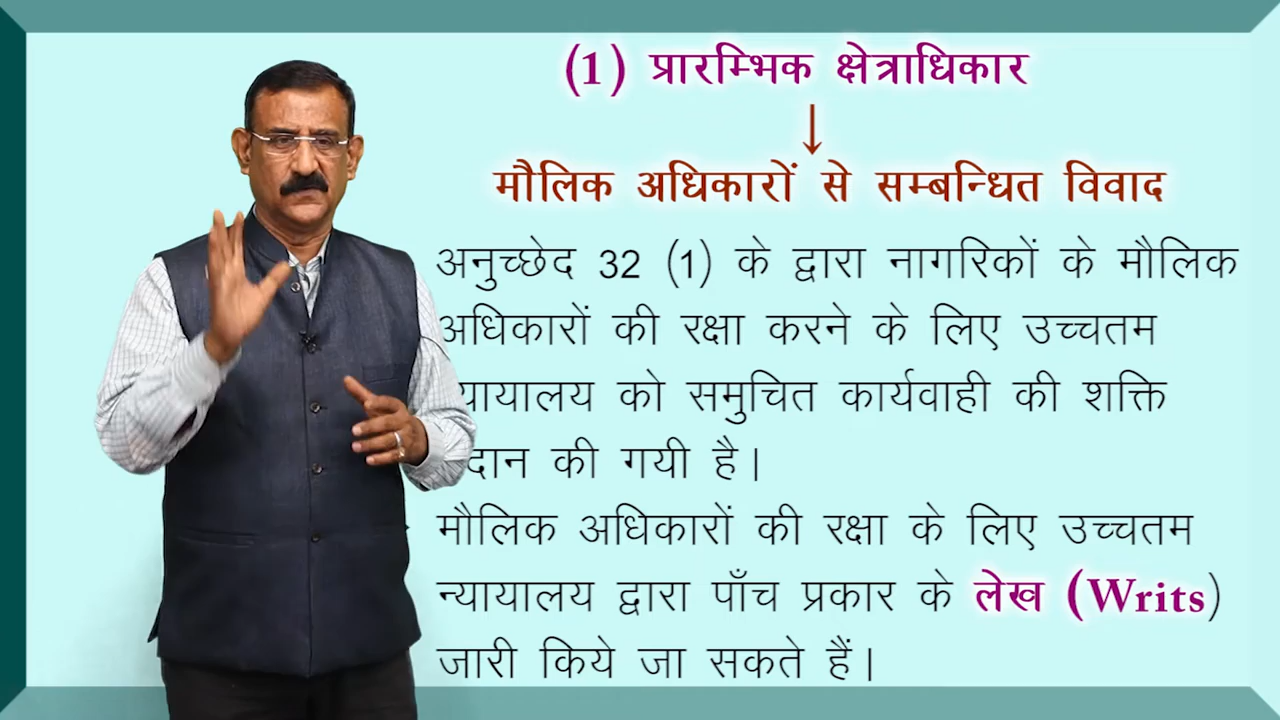 (1) प्रारम्भिक क्षेत्राधिकार
↓
मौलिक अधिकारों से सम्बन्धित विवाद
अनुच्छेद 32 (1) के द्वारा नागरिकों के मौलिक
अधिकारों की रक्षा करने के लिए उच्चतम
को समुचित कार्यवाही की शक्ति
की गयी है।
मौलिक अधिकारों की रक्षा के लिए उच्चतम
न्यायालय द्वारा पाँच प्रकार के लेख (Writs)
जारी किये जा सकते हैं।